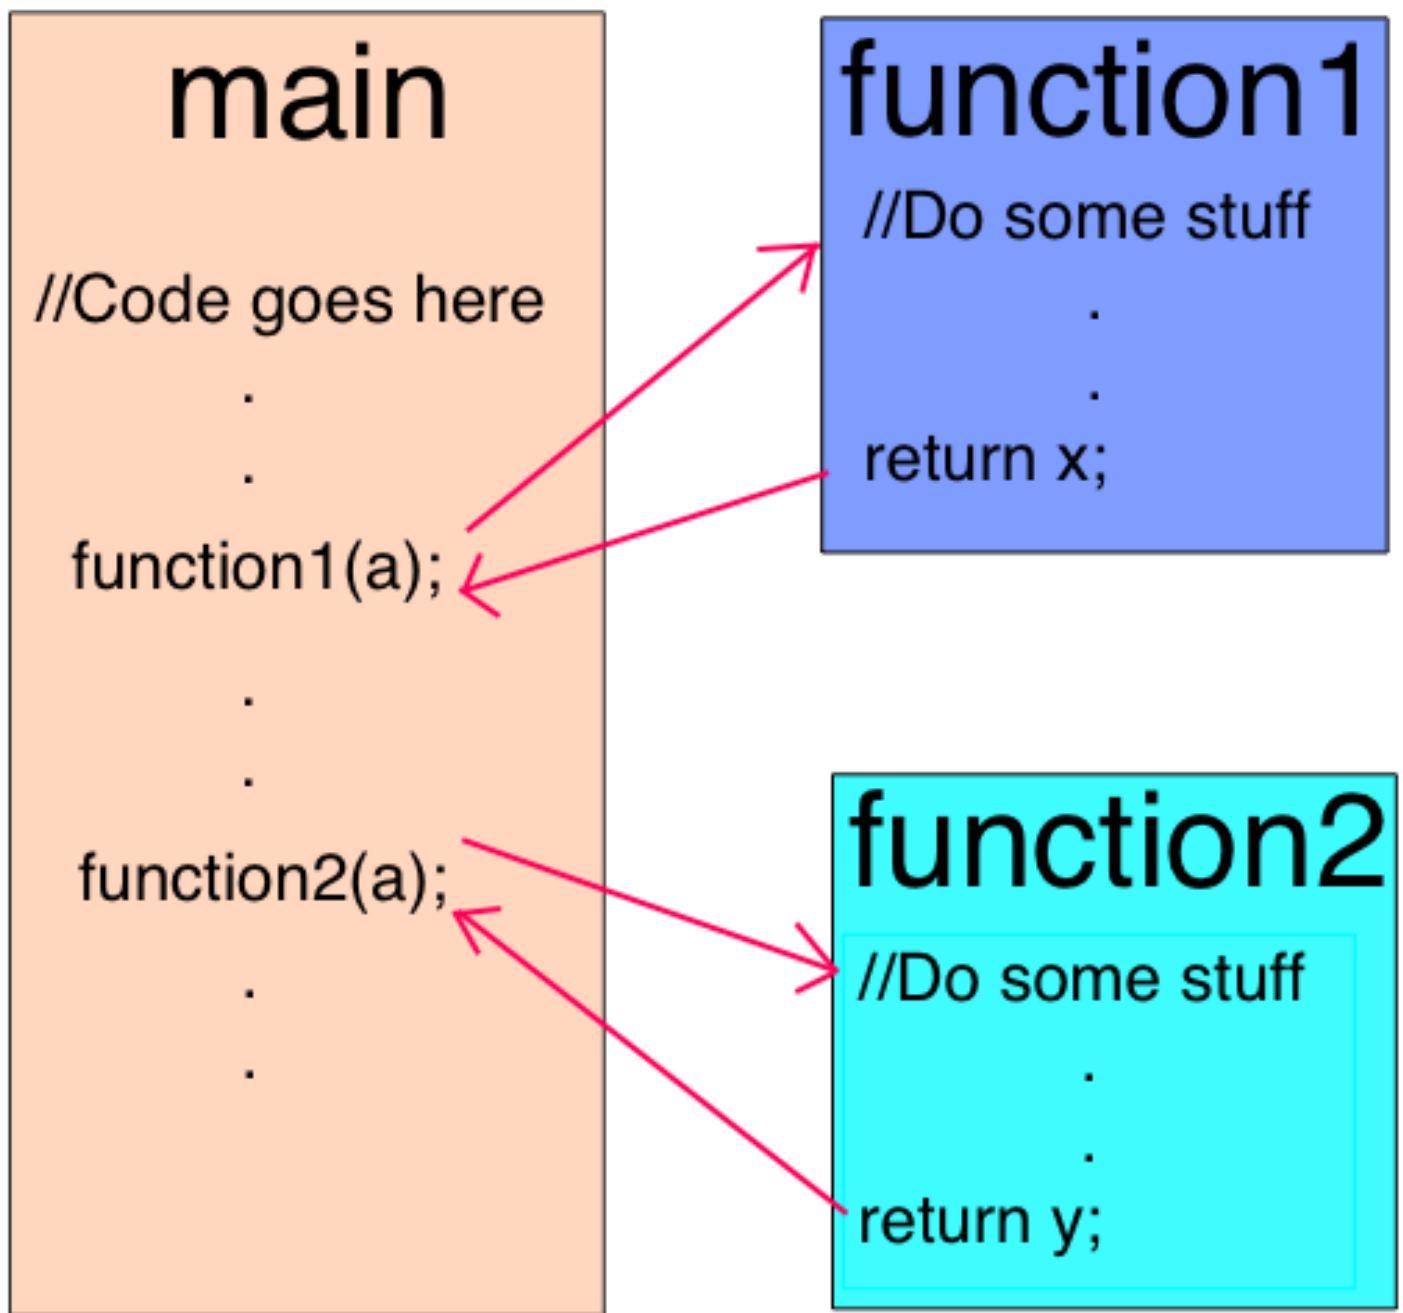 main
//Code goes here
.
.
function1(a);
.
.
function2(a);
.
.
function1
//Do some stuff
.
.
return x;
function2
//Do some stuff
.
.
return y;